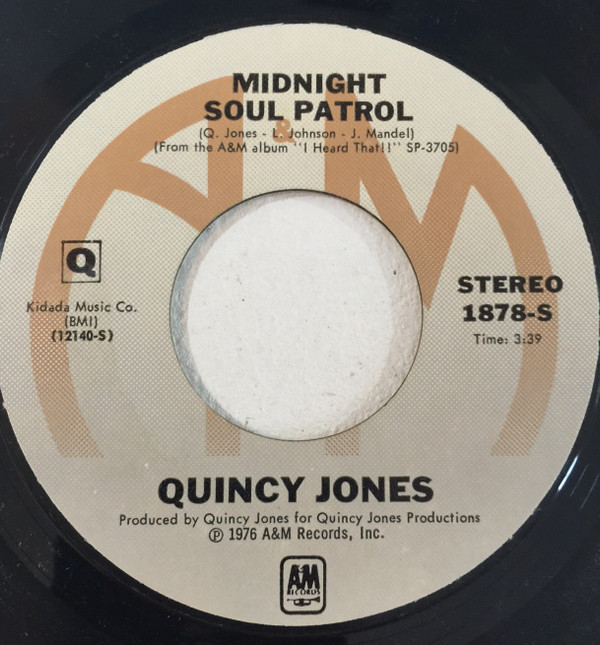 MIDNIGHT
SOUL PATROL
(Q. Jones - L. Johnson - J. Mandel)
(From the A&M album "I Heard That!!" SP-3705)
A&M
Q
Kidada Music Co.
(BMI)
(12140-S)
STEREO
1878-S
Time: 3:39
QUINCY JONES
Produced by Quincy Jones for Quincy Jones Productions
℗ 1976 A&M Records, Inc.
A&M
RECORDS